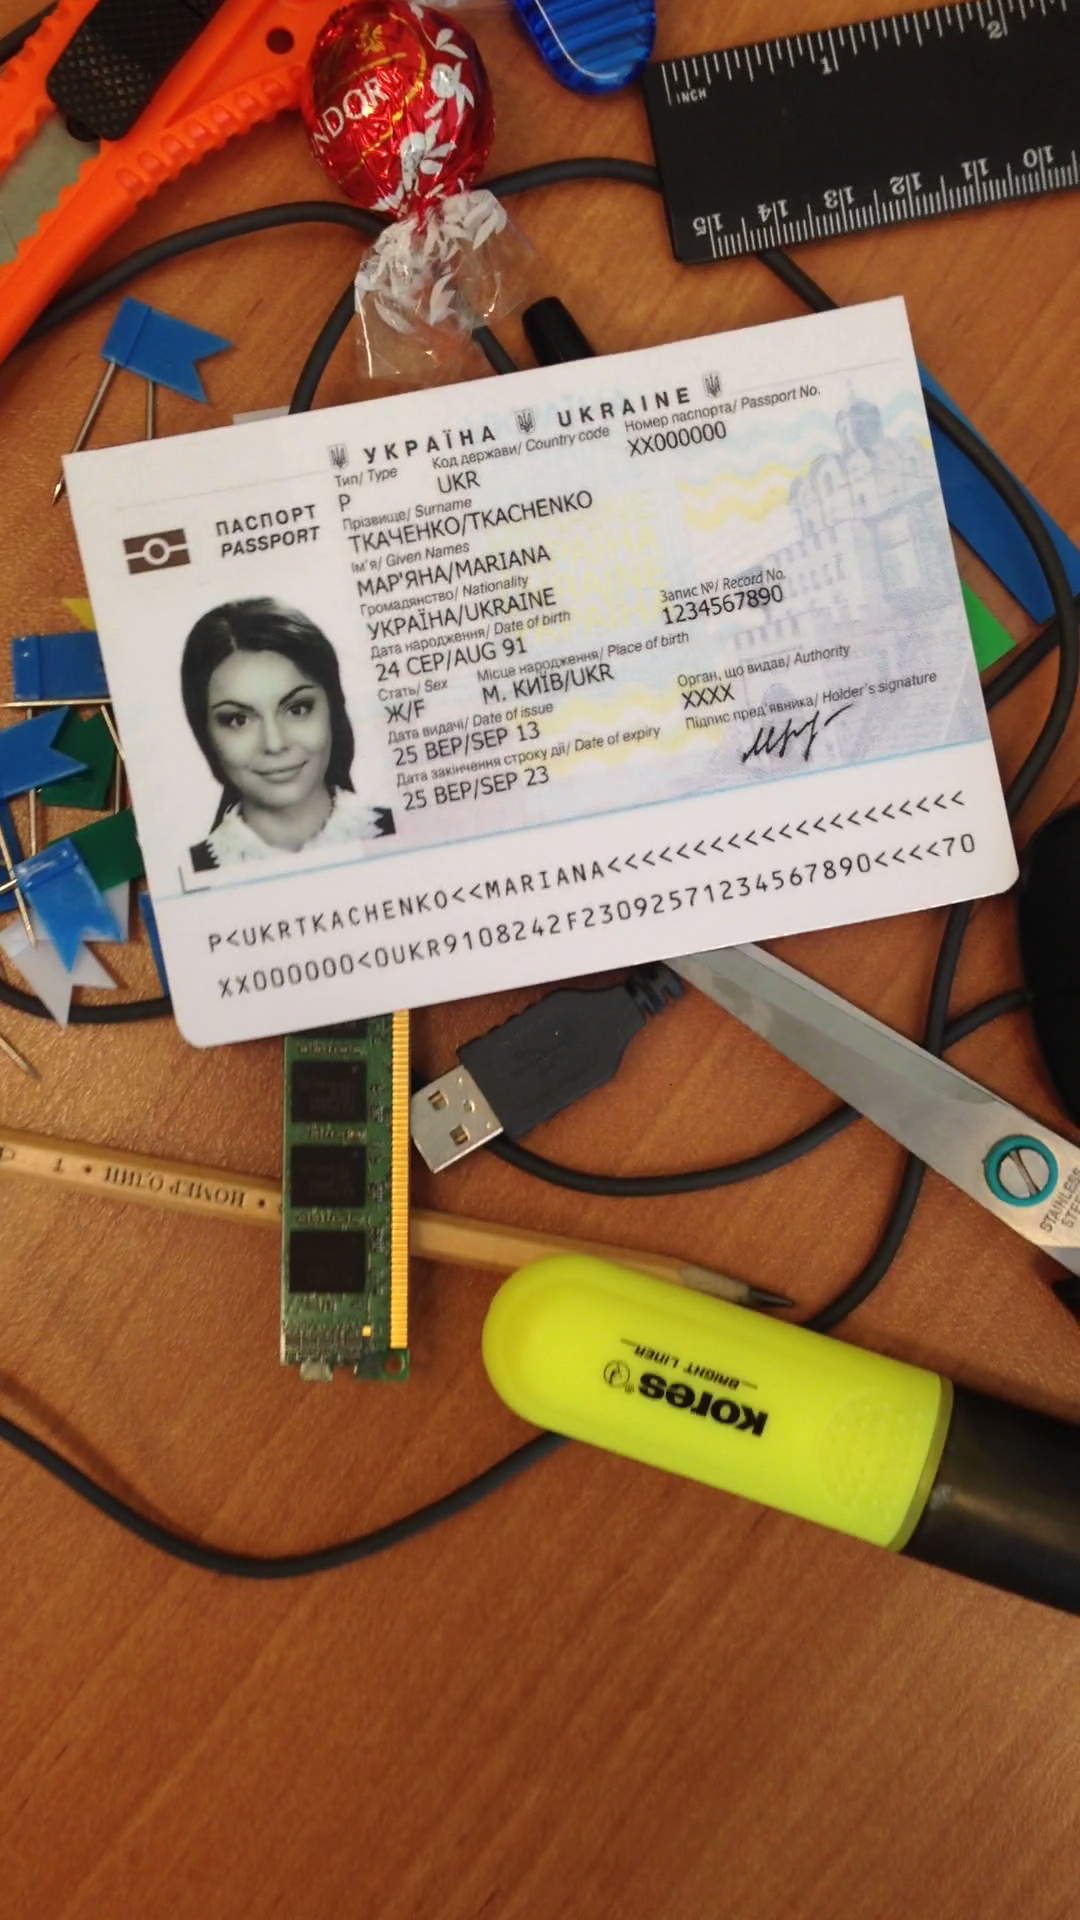 NDOR
INCH
1
2
15
14
13
12
11
10
УКРАЇНА UKRAINE
ПАСПОРТ
PASSPORT
Тип/ Type
Код держави/ Country code
Номер паспорта/ Passport No.
P
UKR
XX000000
Прізвище/ Surname
ТКАЧЕНКО/TKACHENKO
Ім'я/ Given Names
МАР'ЯНА/MARIANA
Громадянство/ Nationality
УКРАЇНА/UKRAINE
Дата народження/ Date of birth
Запис №/ Record No.
24 СЕР/AUG 91
1234567890
Стать/ Sex
Місце народження/ Place of birth
Ж/F
М. КИЇВ/UKR
Орган, що видав/ Authority
XXXX
Дата видачі/ Date of issue
25 ВЕР/SEP 13
Підпис пред'явника/ Holder's signature
Дата закінчення строку дії/ Date of expiry
25 ВЕР/SEP 23
P<UKRTKACHENKO<<MARIANA<<<<<<<<<<<<<<<<<<<<<
XX000000<0UKR9108242F23092571234567890<<<<70
НОМЕР ОДИН • Т •
STAINLESS
Kores®
BRIGHT LINER